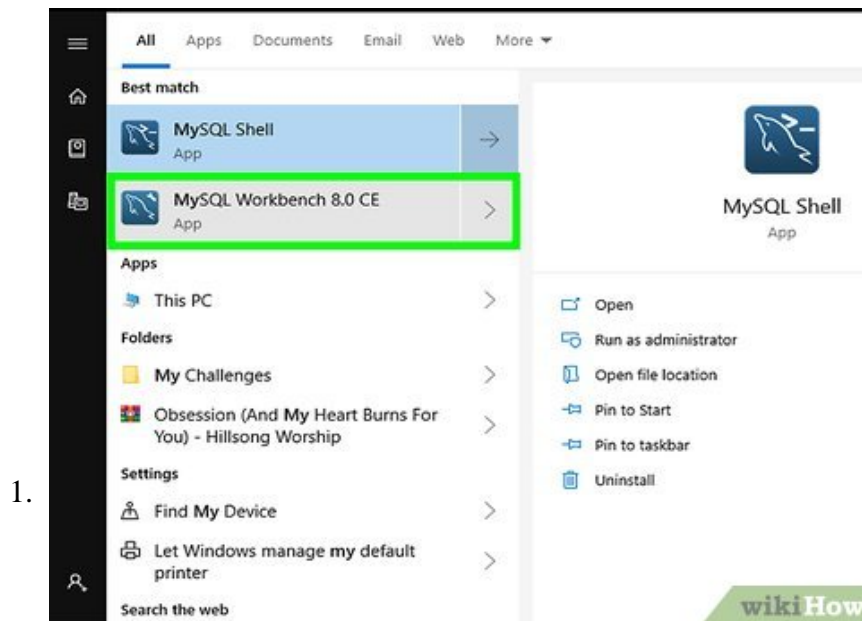 All Apps Documents Email Web More
Best match
MySQL Shell
App
MySQL Workbench 8.0 CE
App
Apps
This PC
Folders
My Challenges
Obsession (And My Heart Burns For
You) - Hillsong Worship
Settings
Find My Device
Let Windows manage my default
printer
Search the web
MySQL Shell
App
Open
Run as administrator
Open file location
Pin to Start
Pin to taskbar
Uninstall
1.
wikiHow